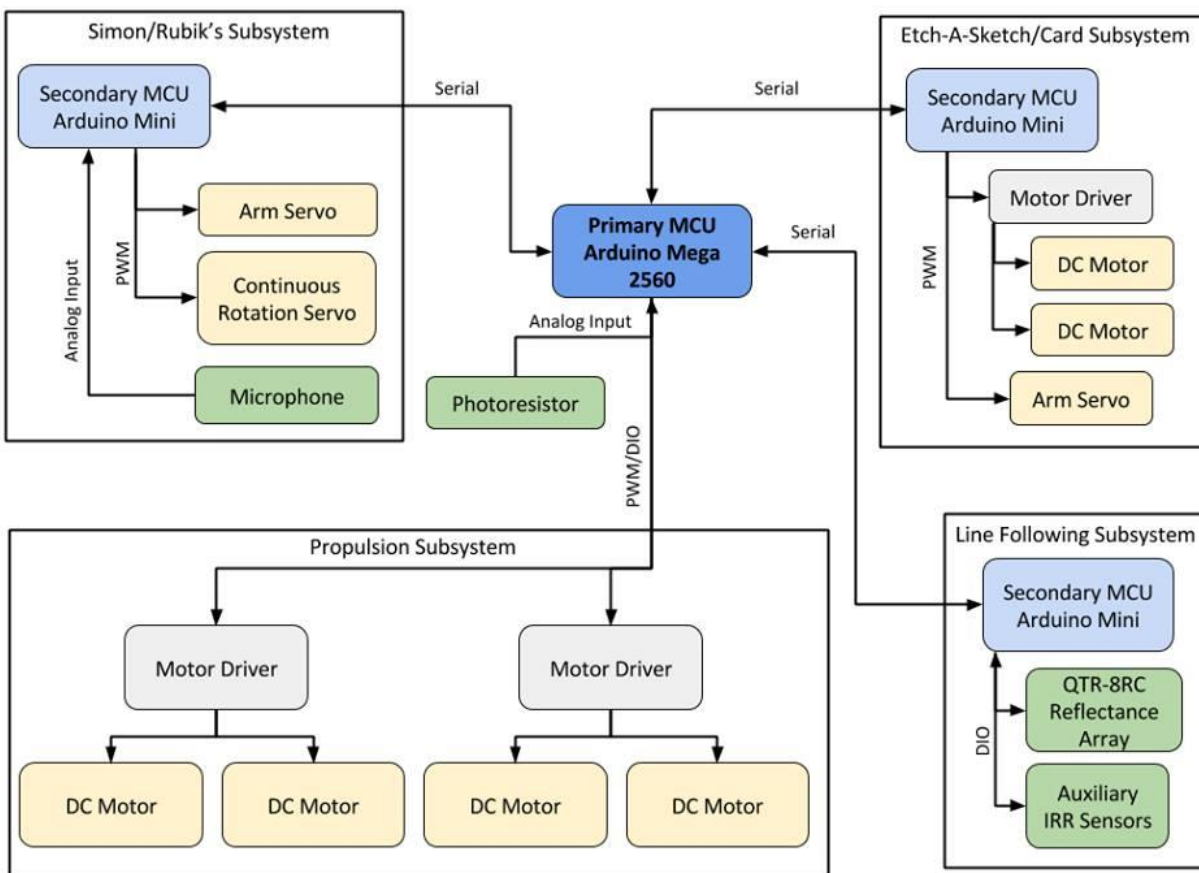 Simon/Rubik's Subsystem
Secondary MCU
Arduino Mini
Arm Servo
Continuous
Rotation Servo
Microphone
Analog Input
PWM
Serial
Serial
Serial
Primary MCU
Arduino Mega
2560
Analog Input
Photoresistor
PWM/DIO
Etch-A-Sketch/Card Subsystem
Secondary MCU
Arduino Mini
Motor Driver
DC Motor
DC Motor
Arm Servo
PWM
Propulsion Subsystem
Motor Driver
Motor Driver
DC Motor
DC Motor
DC Motor
DC Motor
Line Following Subsystem
Secondary MCU
Arduino Mini
QTR-8RC
Reflectance
Array
DIO
Auxiliary
IRR Sensors